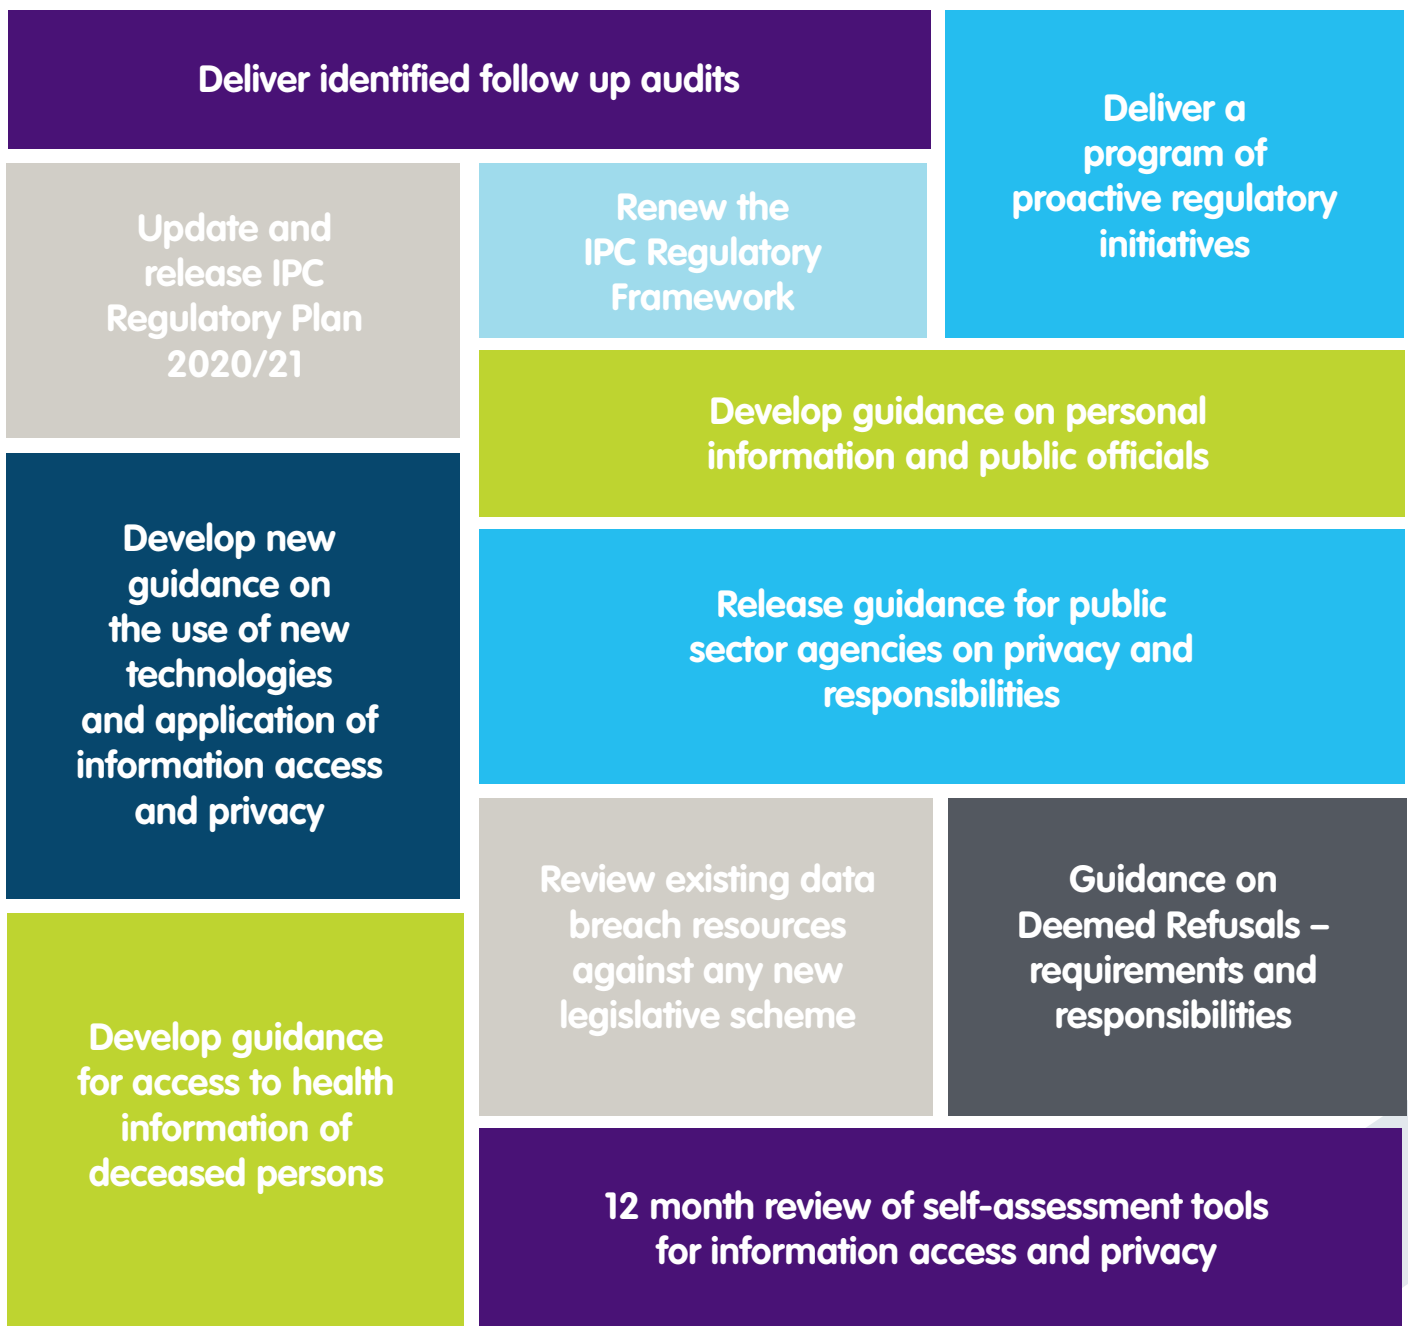 Deliver identified follow up audits
Deliver a
program of
proactive regulatory
initiatives
Update and
release IPC
Regulatory Plan
2020/21
Renew the
IPC Regulatory
Framework
Develop guidance on personal
information and public officials
Develop new
guidance on
the use of new
technologies
and application of
information access
and privacy
Release guidance for public
sector agencies on privacy and
responsibilities
Review existing data
breach resources
against any new
legislative scheme
Guidance on
Deemed Refusals –
requirements and
responsibilities
Develop guidance
for access to health
information of
deceased persons
12 month review of self-assessment tools
for information access and privacy